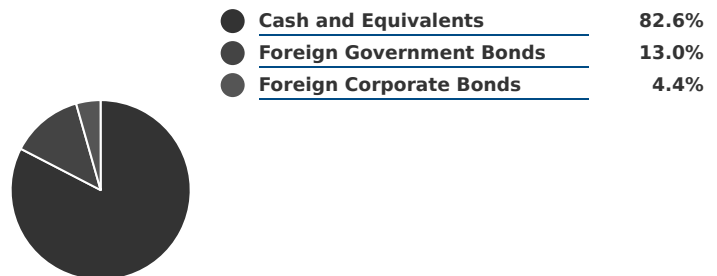 Cash and Equivalents 82.6%
Foreign Government Bonds 13.0%
Foreign Corporate Bonds 4.4%